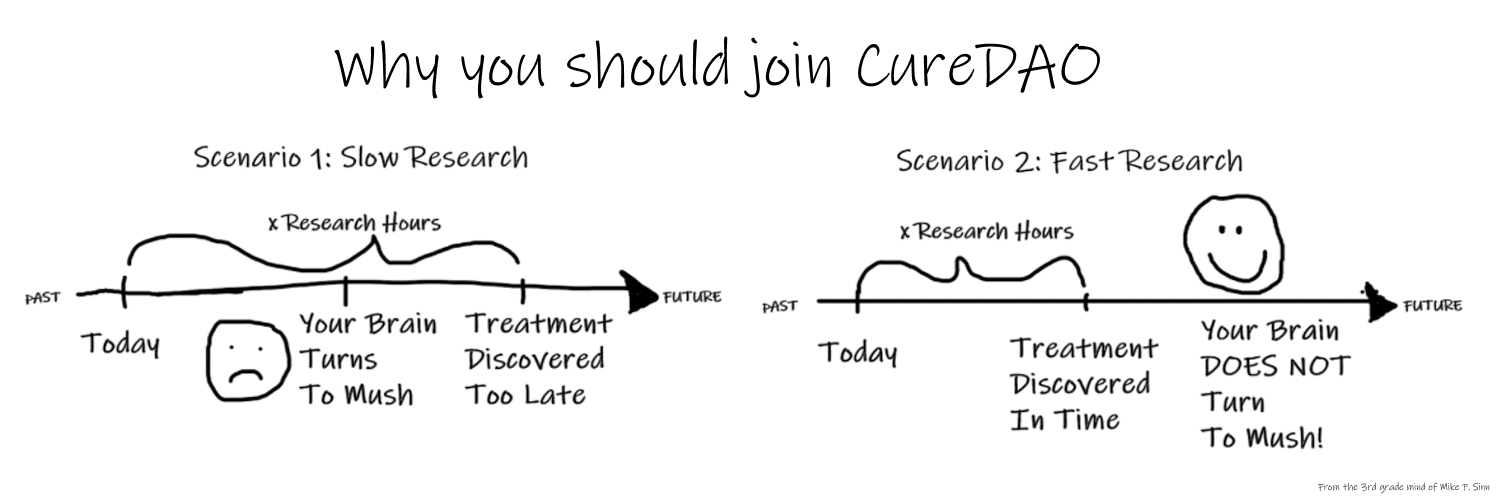 Why you should join CureDAO
Scenario 1: Slow Research
x Research Hours
PAST
FUTURE
Today
Your Brain
Turns
To Mush
Treatment
Discovered
Too Late
Scenario 2: Fast Research
x Research Hours
PAST
FUTURE
Today
Treatment
Discovered
In Time
Your Brain
DOES NOT
Turn
To Mush!
From the 3rd grade mind of Mike P. Sinn